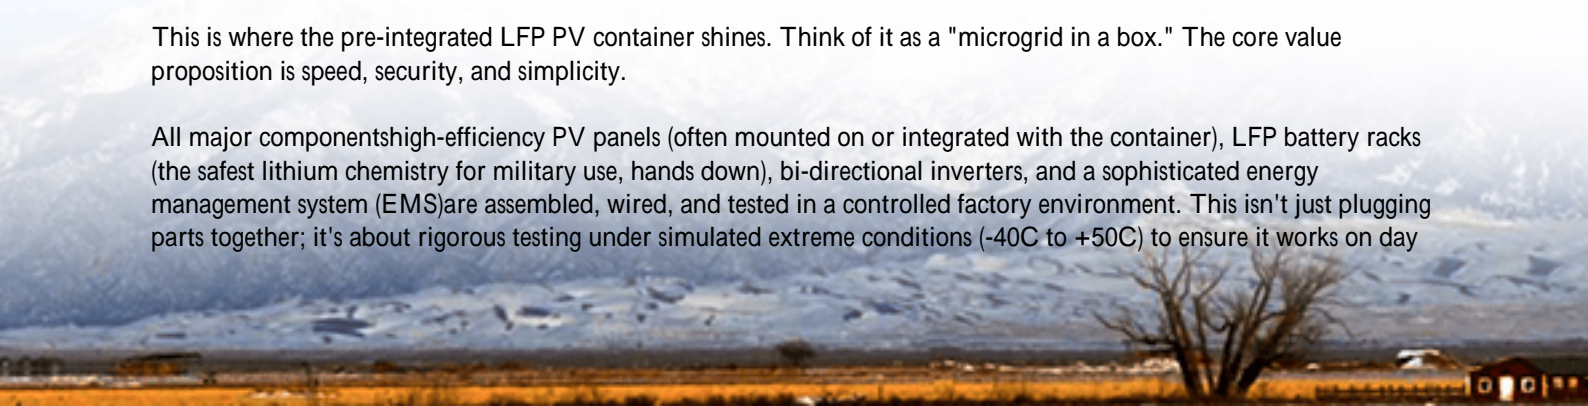 This is where the pre-integrated LFP PV container shines. Think of it as a "microgrid in a box." The core value
proposition is speed, security, and simplicity.
All major componentshigh-efficiency PV panels (often mounted on or integrated with the container), LFP battery racks
(the safest lithium chemistry for military use, hands down), bi-directional inverters, and a sophisticated energy
management system (EMS)are assembled, wired, and tested in a controlled factory environment. This isn't just plugging
parts together; it's about rigorous testing under simulated extreme conditions (-40C to +50C) to ensure it works on day